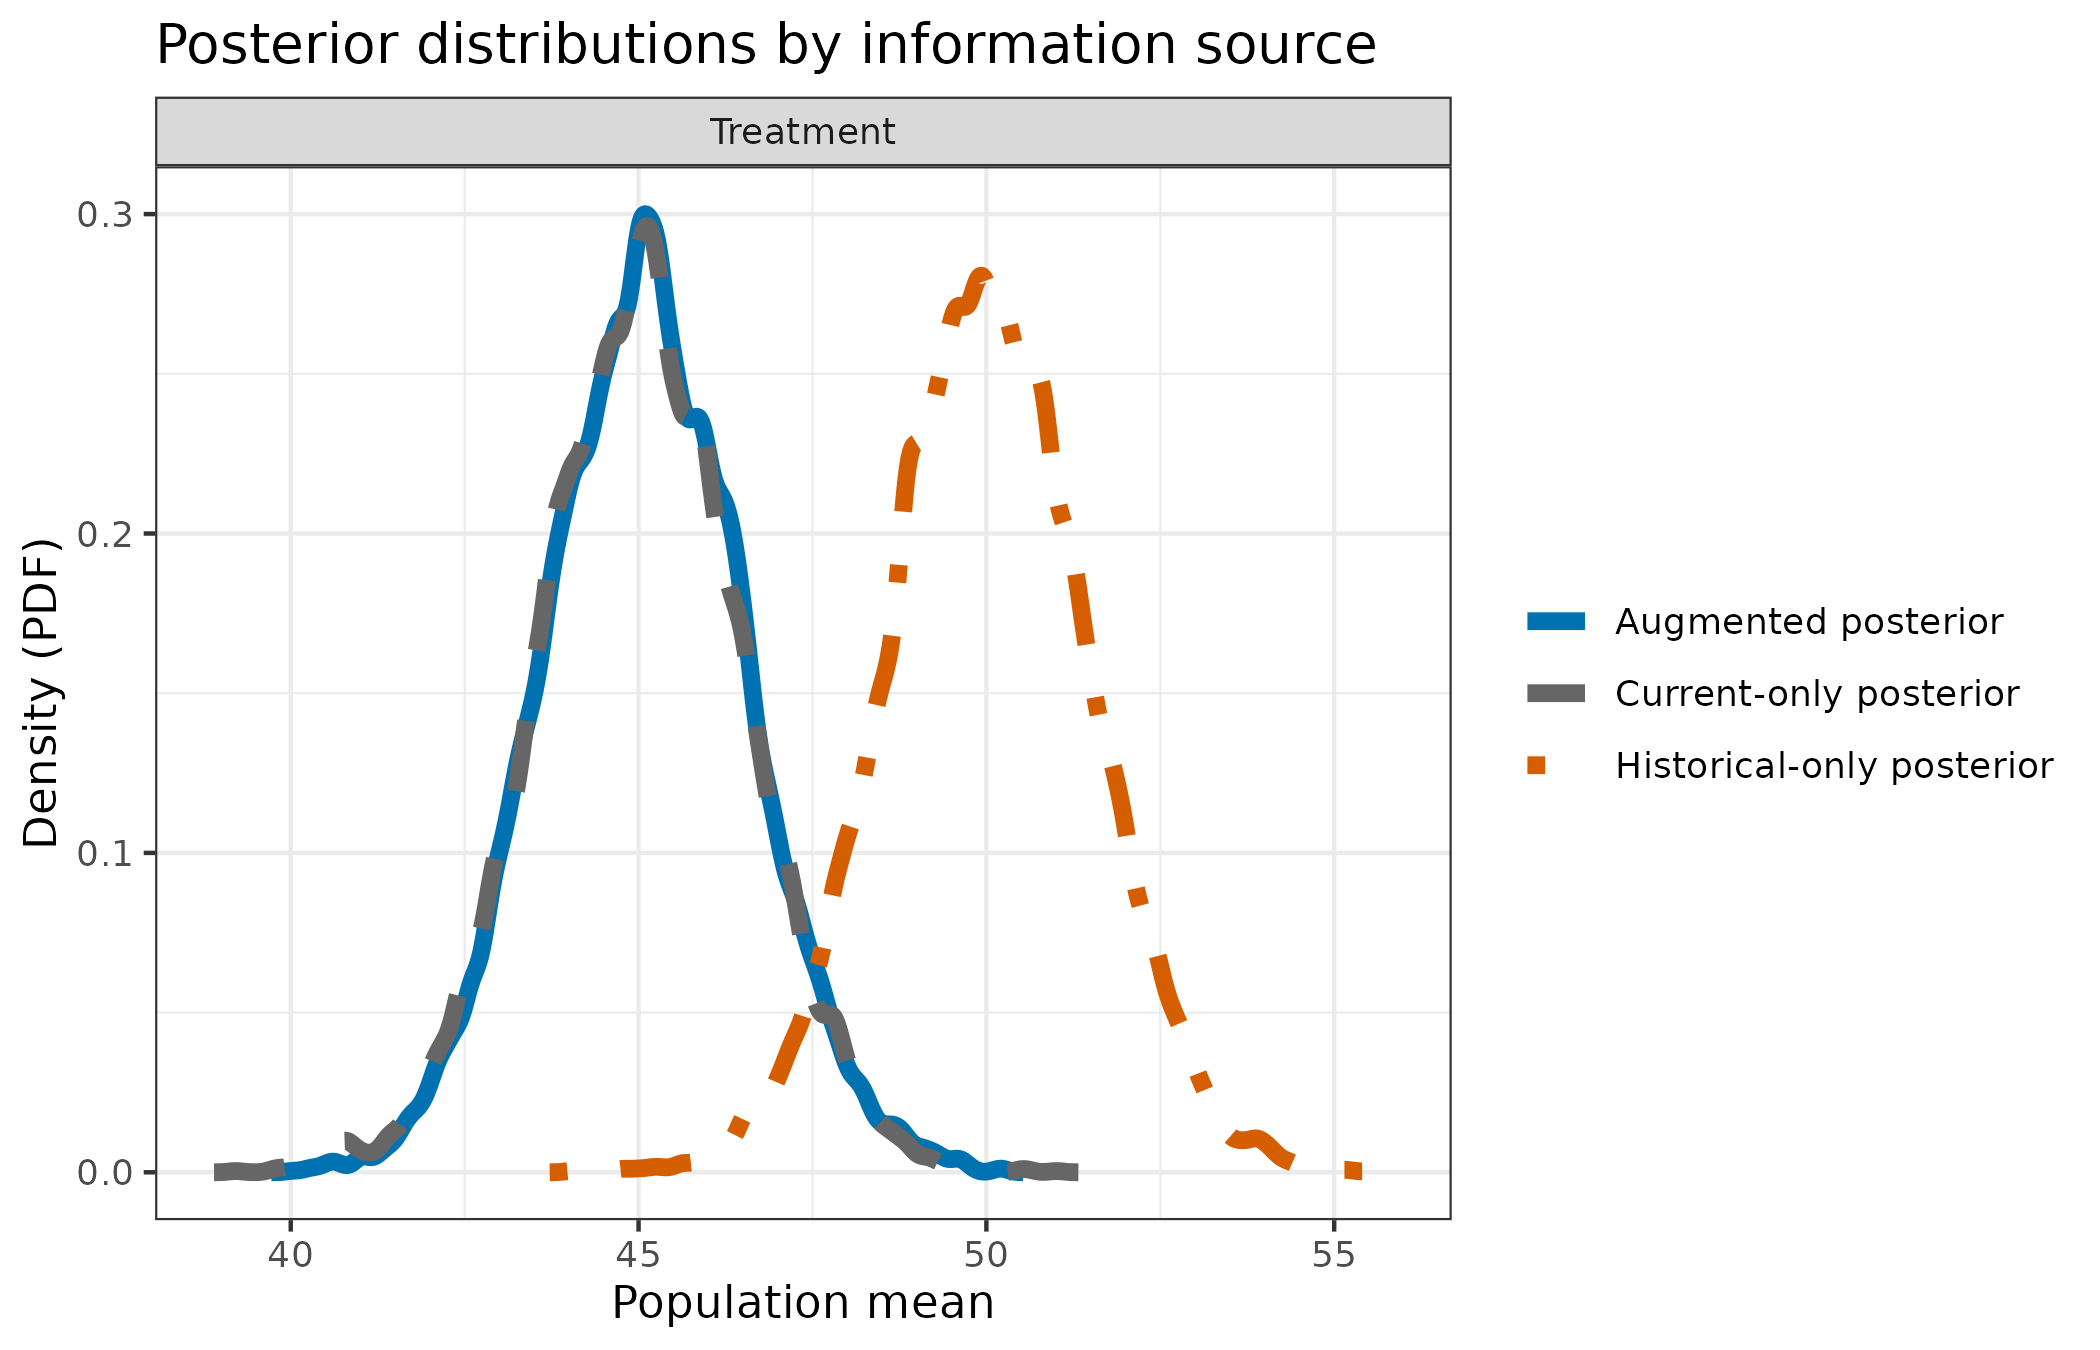 Posterior distributions by information source
Treatment
Density (PDF)
0.3
0.2
0.1
0.0
40 45 50 55
Population mean
Augmented posterior
Current-only posterior
Historical-only posterior